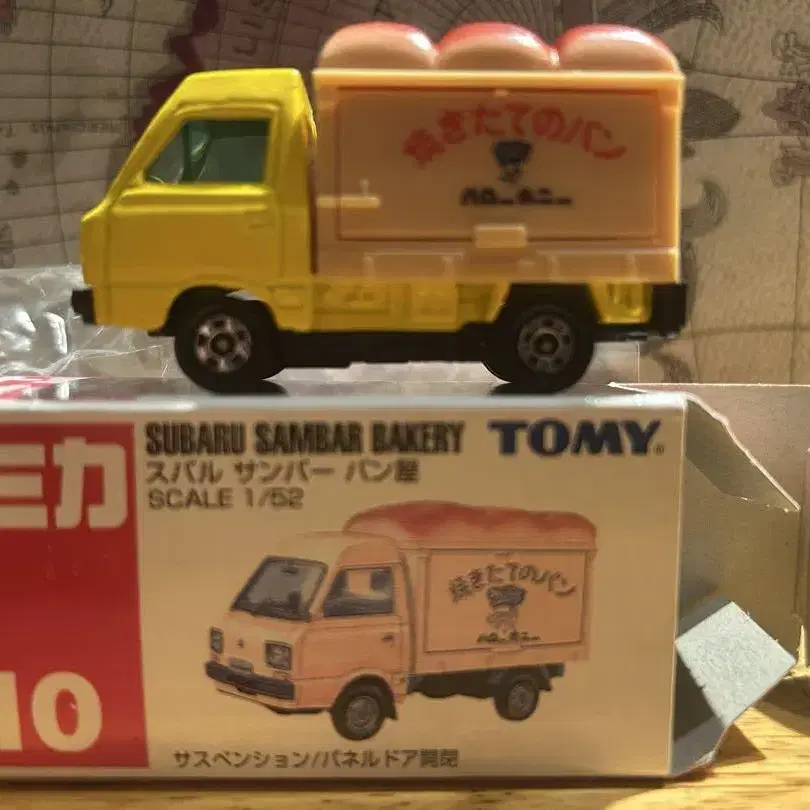 焼きたてのパン
ミカ
SUBARU SAMBAR BAKERY TOMY
スバル サンバー パン屋
SCALE 1/52
焼きたてのパン
10
サスペンション/パネルドア開閉